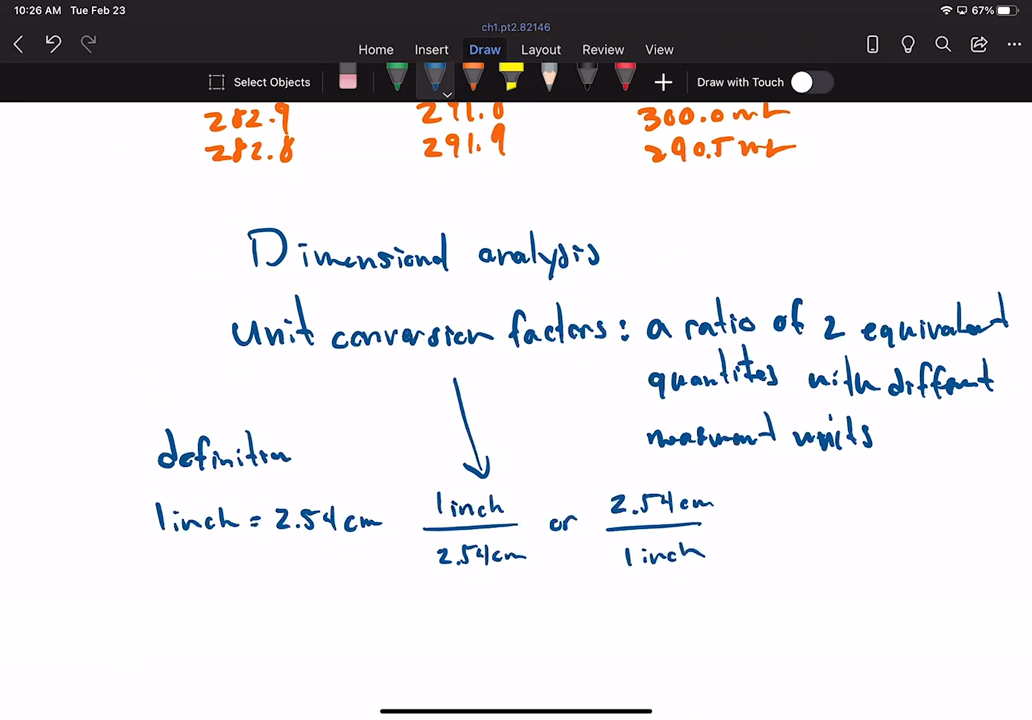 10:26 AM Tue Feb 23 67%
ch1.pt2.82146
Home Insert Draw Layout Review View
Select Objects Draw with Touch
282.9 291.0 300.0 mL
282.8 291.9 290.5 mL
Dimensional analysis
Unit conversion factors: a ratio of 2 equivalent
quantites with diffent
measurment units
definition
1 inch = 2.54 cm 1 inch / 2.54 cm or 2.54 cm / 1 inch